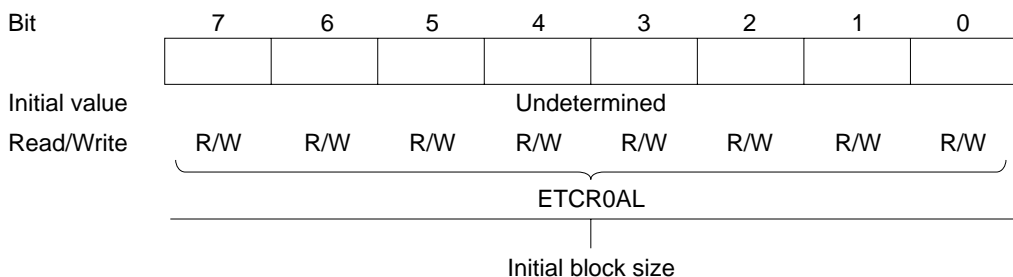 Bit 7 6 5 4 3 2 1 0
Initial value Undetermined
Read/Write R/W R/W R/W R/W R/W R/W R/W R/W
ETCR0AL
Initial block size